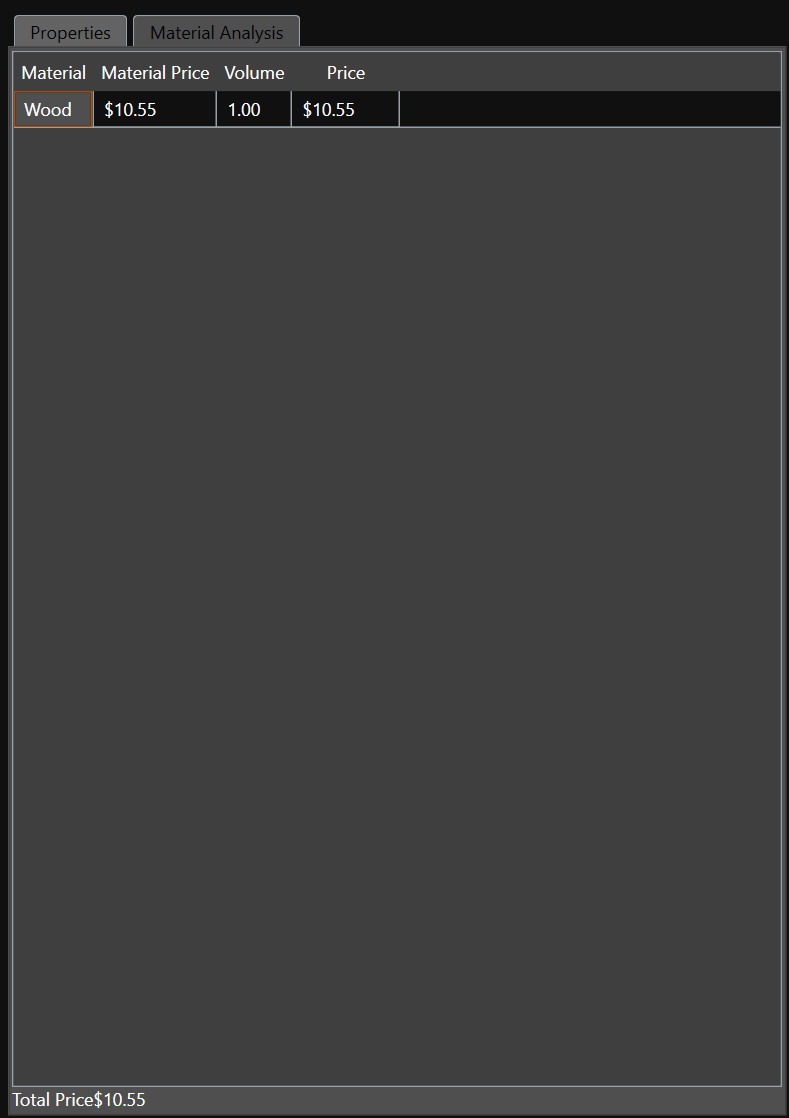 Properties Material Analysis
Material Material Price Volume Price
Wood $10.55 1.00 $10.55
Total Price$10.55